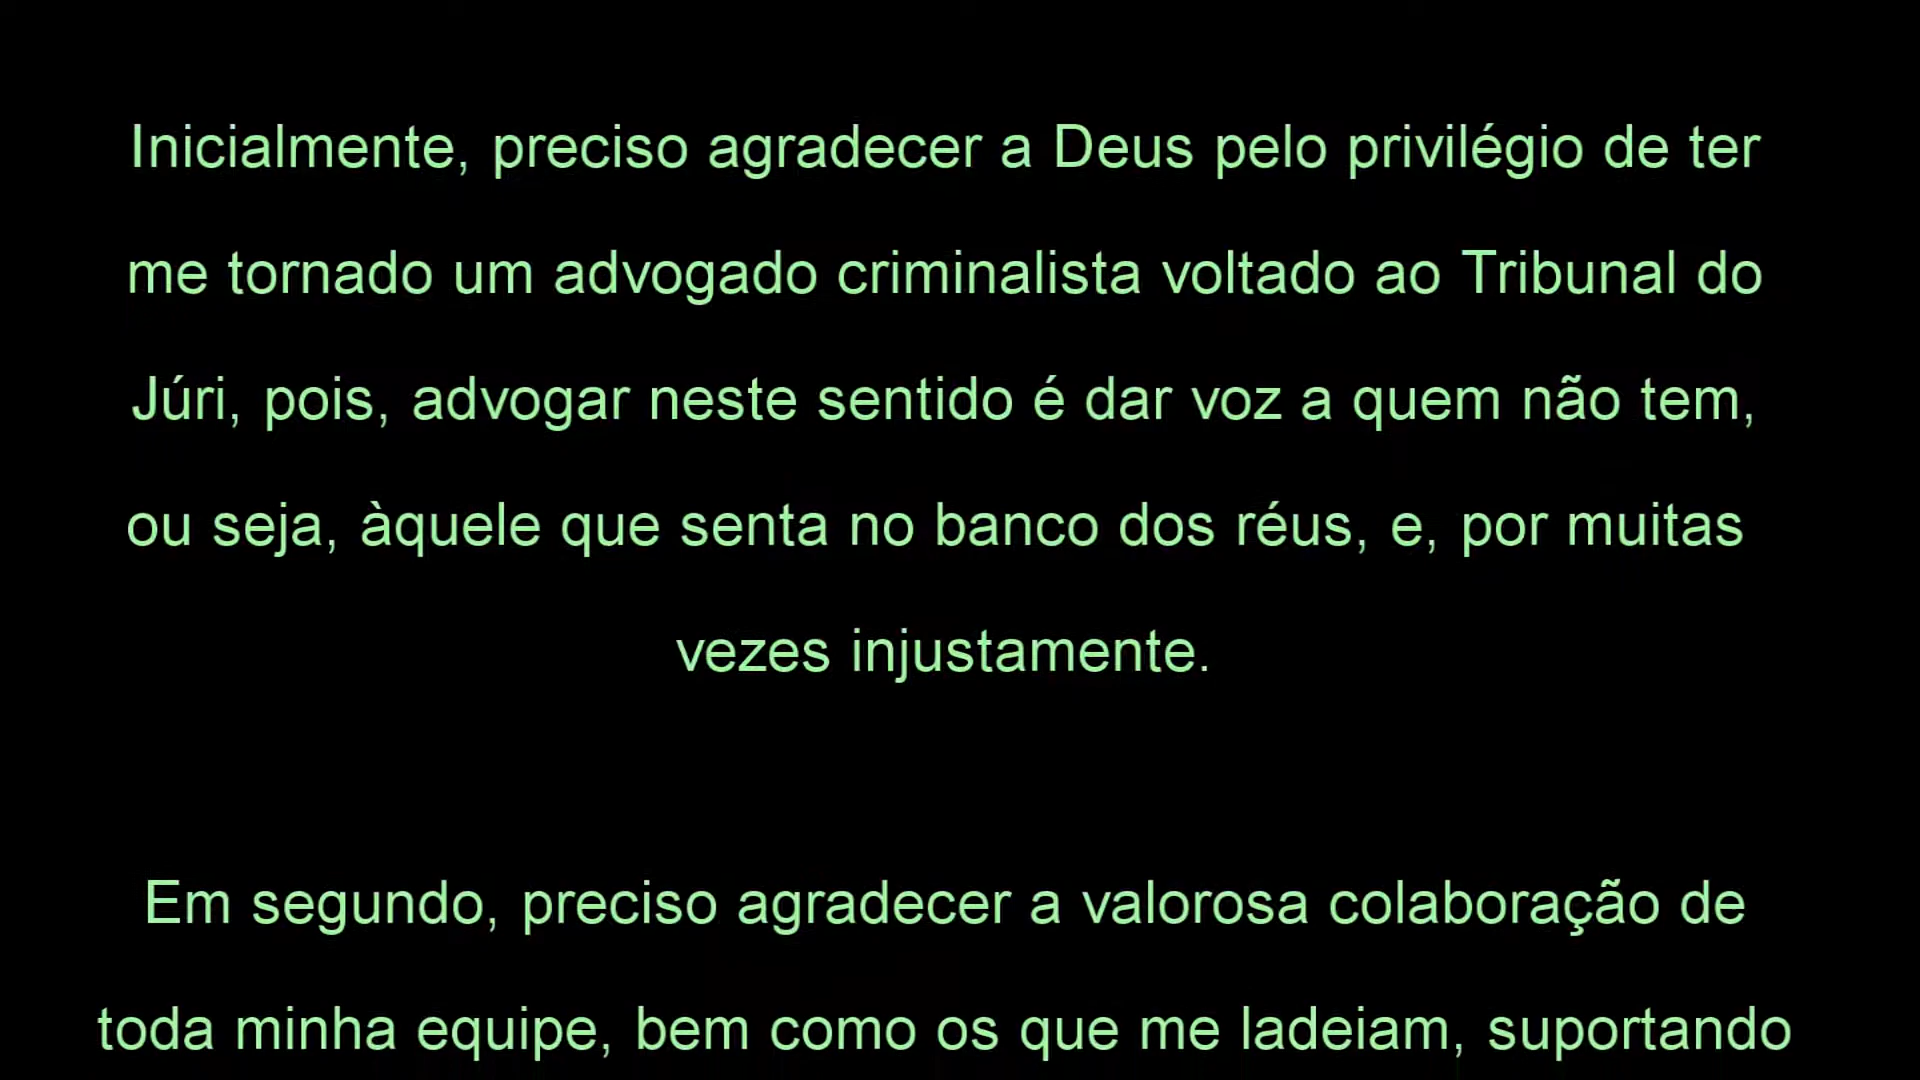 Inicialmente, preciso agradecer a Deus pelo privilégio de ter
me tornado um advogado criminalista voltado ao Tribunal do
Júri, pois, advogar neste sentido é dar voz a quem não tem,
ou seja, àquele que senta no banco dos réus, e, por muitas
vezes injustamente.
Em segundo, preciso agradecer a valorosa colaboração de
toda minha equipe, bem como os que me ladeiam, suportando